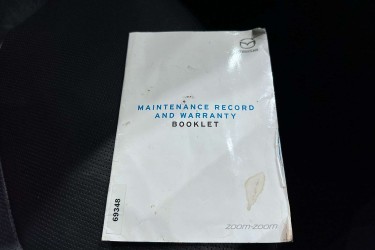 MAINTENANCE RECORD
AND WARRANTY
BOOKLET
69348
zoom-zoom